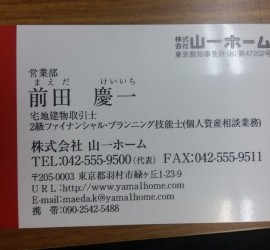 株式会社 山一ホーム
東京都知事免許(8)第47202号
営業部
まえだ けいいち
前田 慶一
宅地建物取引士
2級ファイナンシャル・プランニング技能士(個人資産相談業務)
株式会社 山一ホーム
TEL:042-555-9500(代表) FAX:042-555-9511
〒205-0003 東京都羽村市緑ヶ丘1-23-9
URL:http://www.yama1home.com
E-mail:maeda.k@yama1home.com
携 帯:090-2542-5488